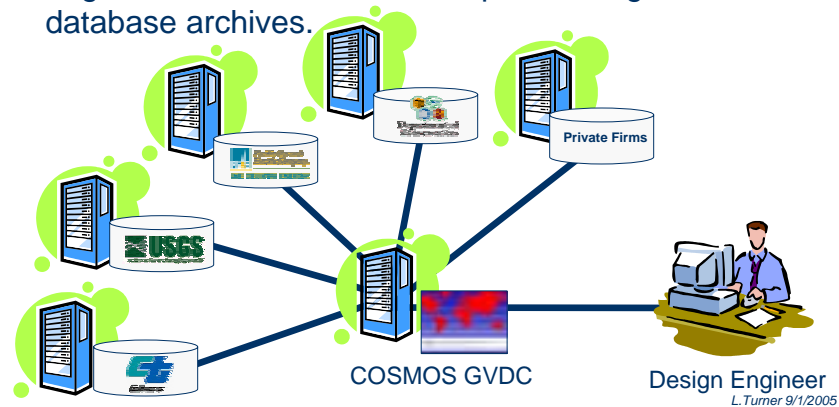 database archives.
Private Firms
USGS
COSMOS GVDC
Design Engineer
L.Turner 9/1/2005